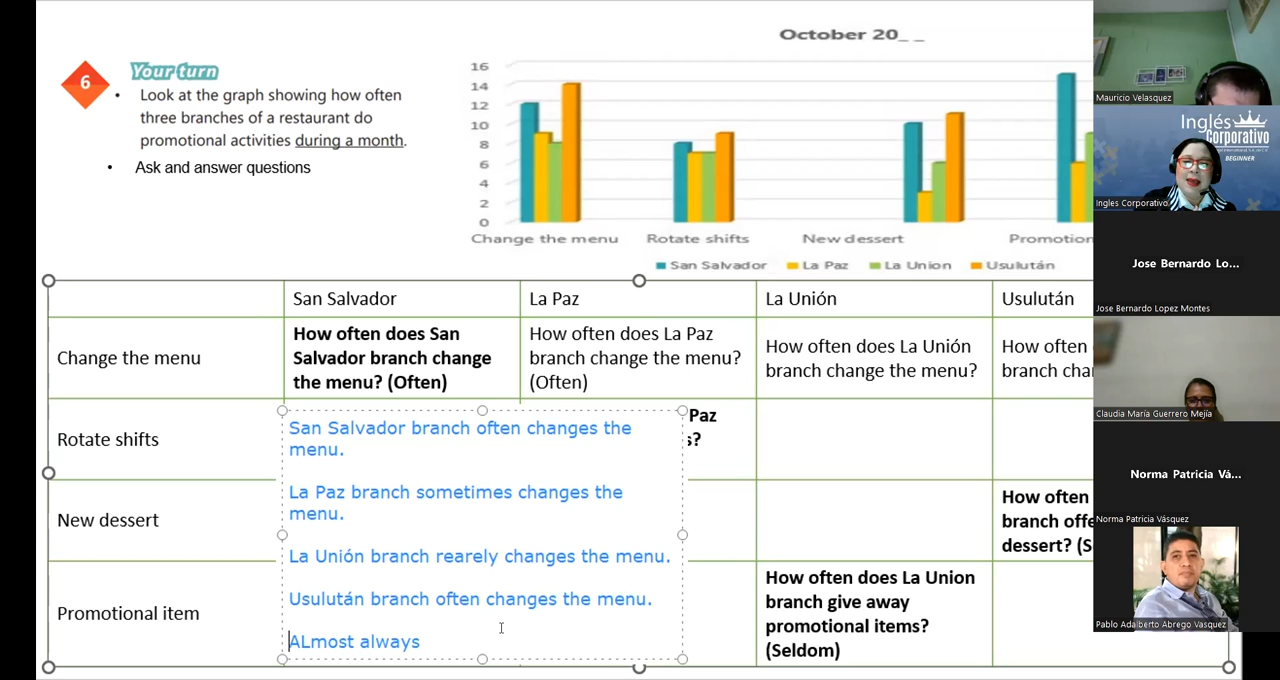 October 20_ _
6
Your turn
• Look at the graph showing how often
three branches of a restaurant do
promotional activities during a month.
• Ask and answer questions
16
14
12
10
8
6
4
2
0
Change the menu Rotate shifts New dessert Promotion
San Salvador La Paz La Union Usulután
San Salvador La Paz La Unión Usulután
Change the menu
How often does San
Salvador branch change
the menu? (Often)
How often does La Paz
branch change the menu?
(Often)
How often does La Unión
branch change the menu?
How often
branch cha
Rotate shifts
Paz
s?
San Salvador branch often changes the
menu.
La Paz branch sometimes changes the
menu.
La Unión branch rearely changes the menu.
Usulután branch often changes the menu.
ALmost always
New dessert
How often
branch offe
dessert? (S
Promotional item
How often does La Union
branch give away
promotional items?
(Seldom)
Mauricio Velasquez
Inglés
Corporativo
BEGINNER
Ingles Corporativo
Jose Bernardo Lo...
Jose Bernardo Lopez Montes
Claudia María Guerrero Mejía
Norma Patricia Vá...
Norma Patricia Vásquez
Pablo Adalberto Abrego Vasquez